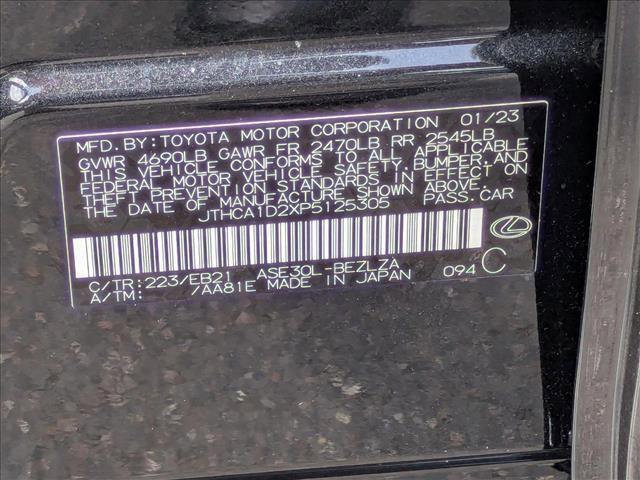 MFD.BY:TOYOTA MOTOR CORPORATION 01/23
GVWR 4690LB GAWR FR 2470LB RR 2545LB
THIS VEHICLE CONFORMS TO ALL APPLICABLE
FEDERAL MOTOR VEHICLE SAFETY, BUMPER, AND
THEFT PREVENTION STANDARDS IN EFFECT ON
THE DATE OF MANUFACTURE SHOWN ABOVE.
JTHCA1D2XP5125305 PASS.CAR
C/TR:223/EB21 ASE30L-BEZLZA 094 C
A/TM: /AA81E MADE IN JAPAN